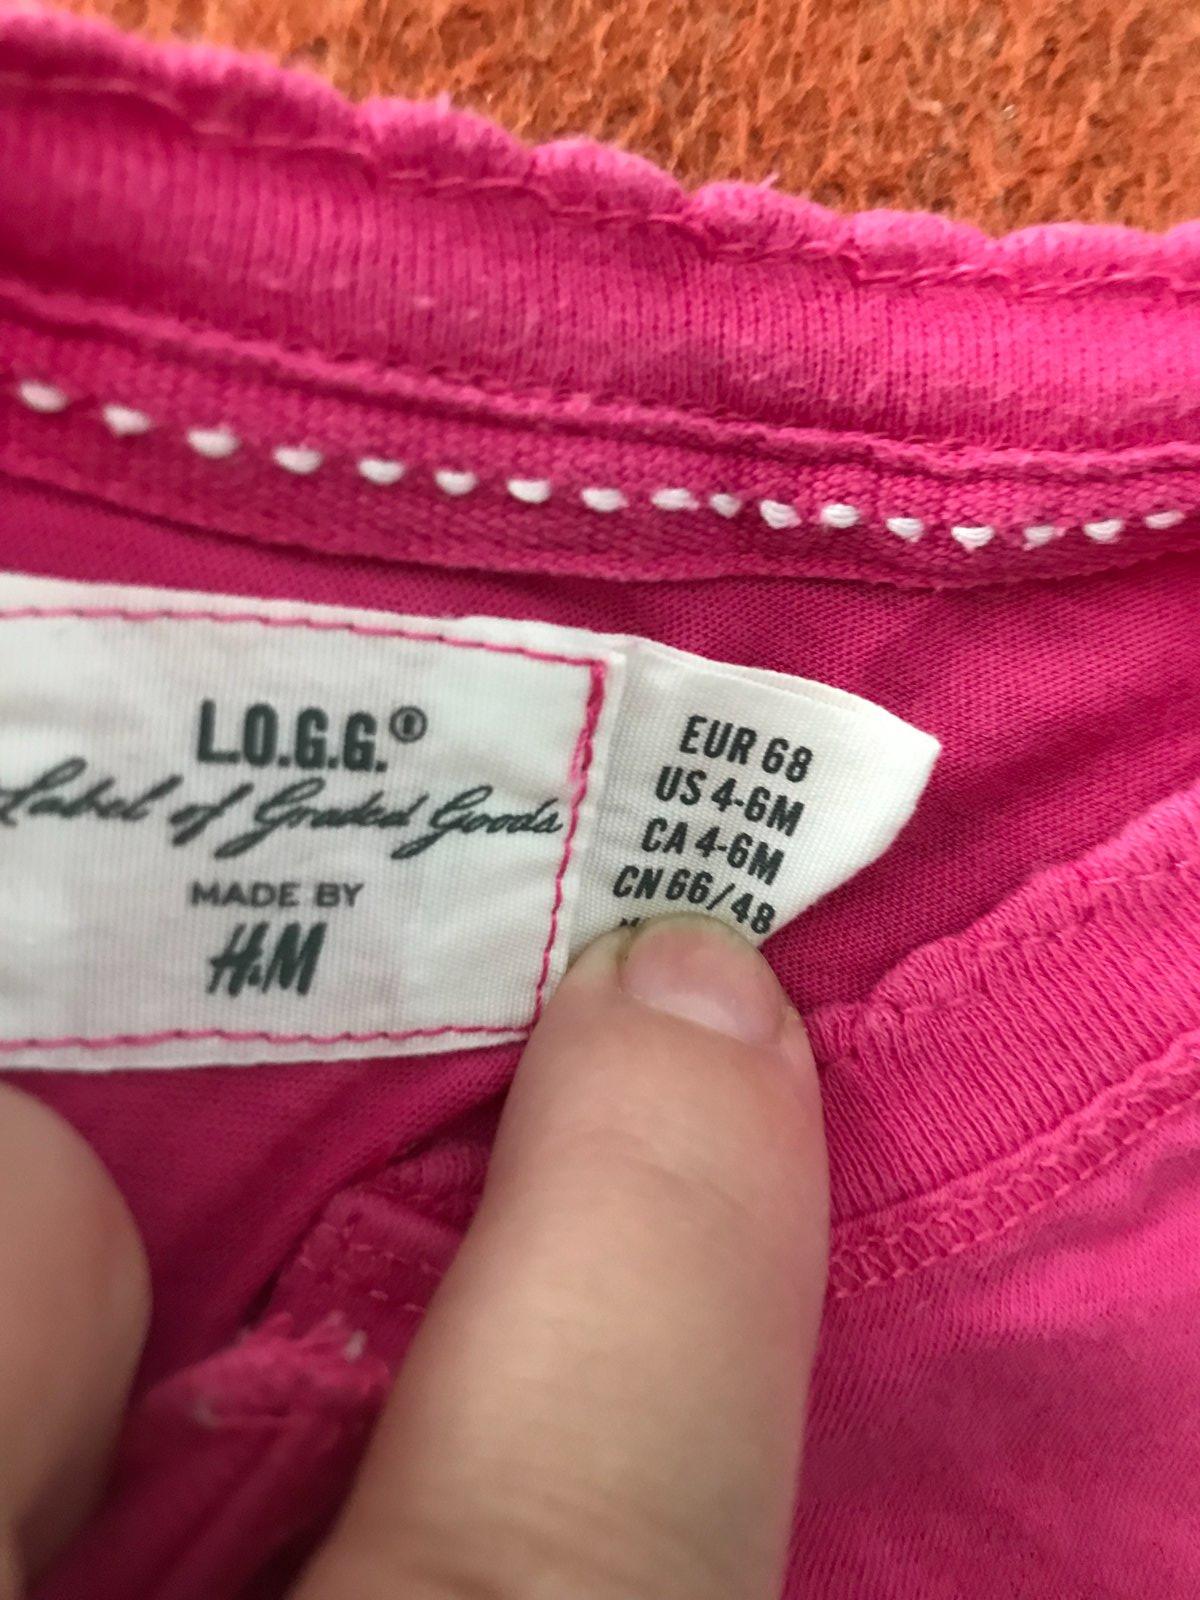 L.O.G.G.®
Label of Graded Goods
MADE BY
H&M
EUR 68
US 4-6M
CA 4-6M
CN 66/48